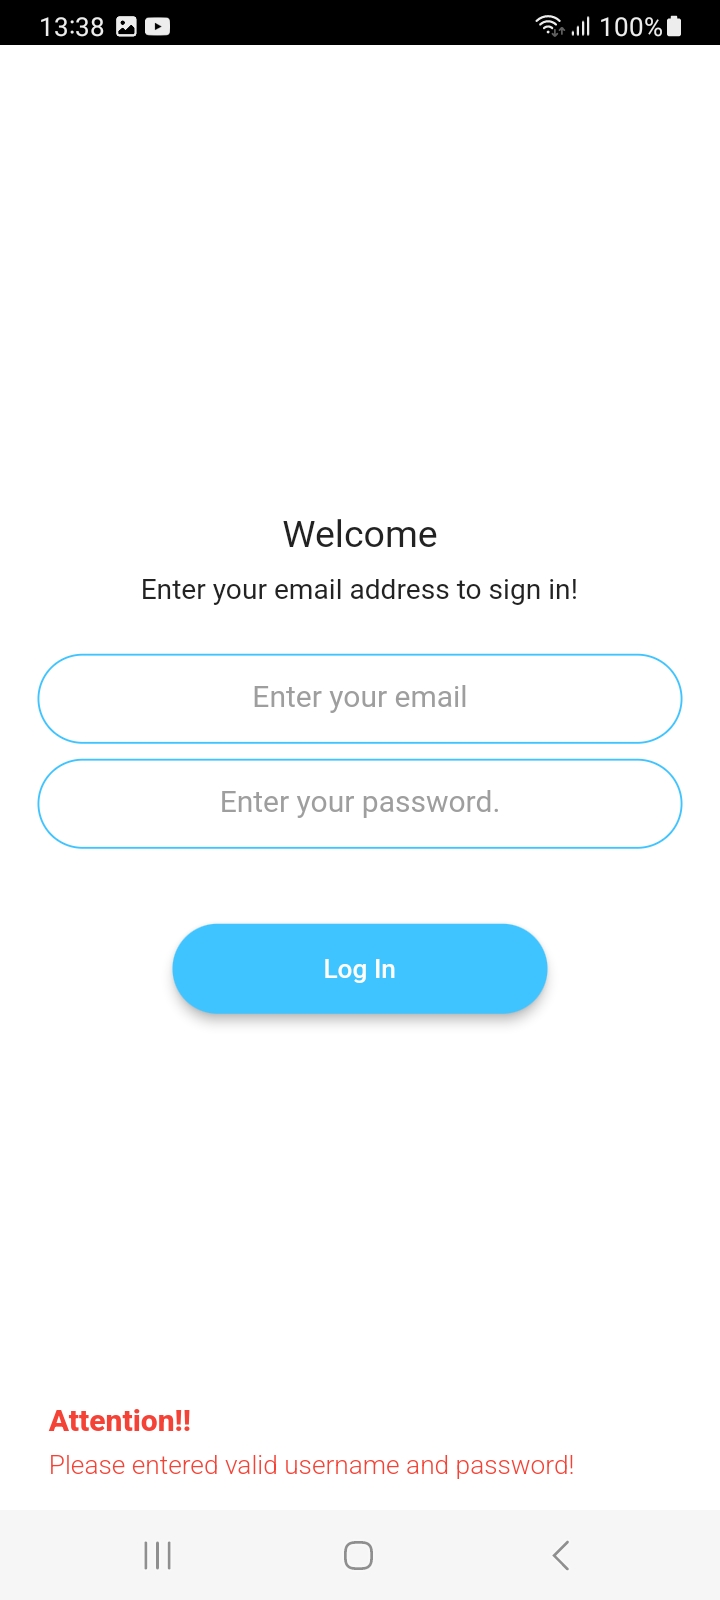 13:38
100%
Welcome
Enter your email address to sign in!
Enter your email
Enter your password.
Log In
Attention!!
Please entered valid username and password!